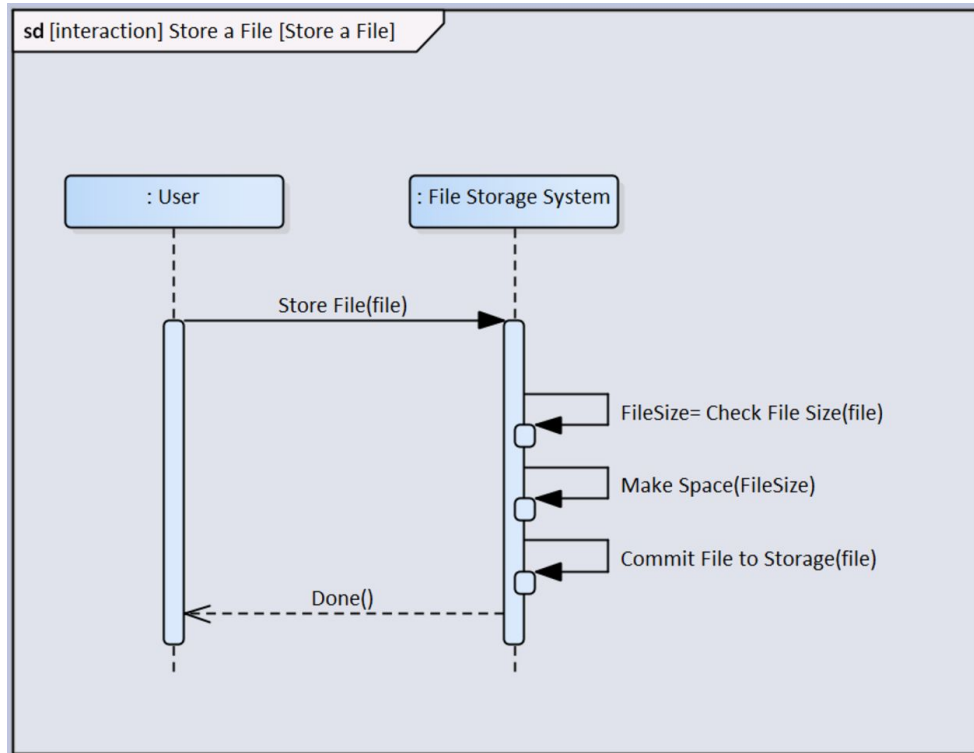 sd [interaction] Store a File [Store a File]
: User
: File Storage System
Store File(file)
FileSize= Check File Size(file)
Make Space(FileSize)
Commit File to Storage(file)
Done()